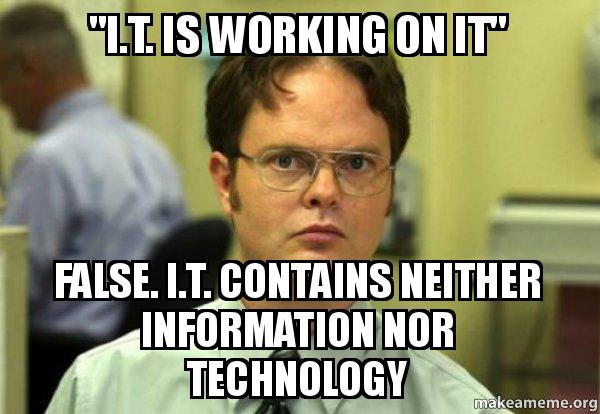 "I.T. IS WORKING ON IT"
FALSE. I.T. CONTAINS NEITHER
INFORMATION NOR
TECHNOLOGY
makeameme.org